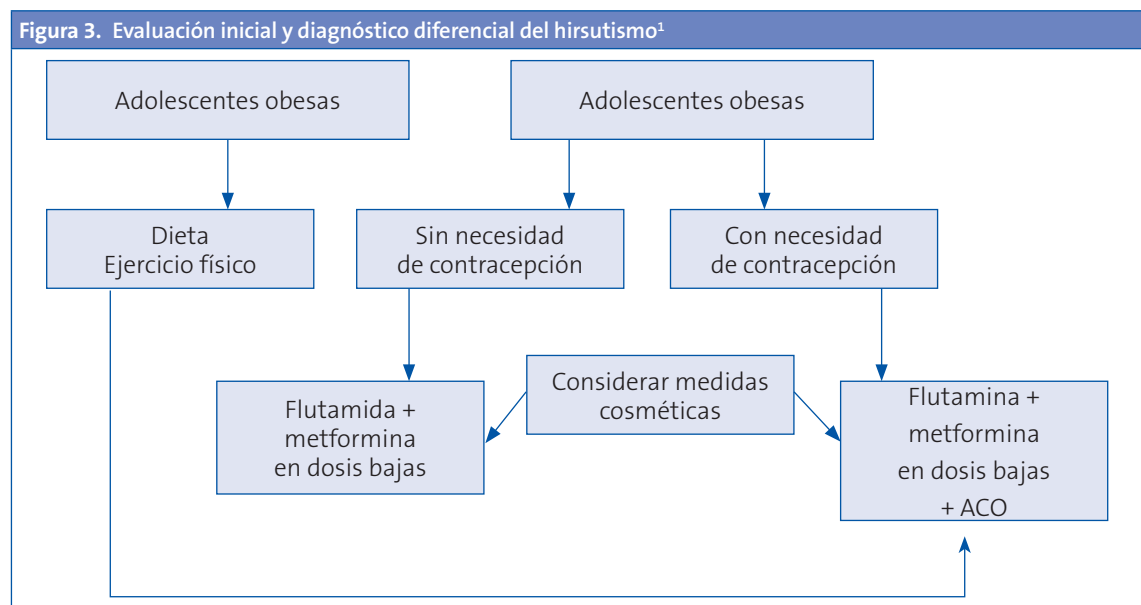 Figura 3. Evaluación inicial y diagnóstico diferencial del hirsutismo¹
Adolescentes obesas
Adolescentes obesas
Dieta
Ejercicio físico
Sin necesidad
de contracepción
Con necesidad
de contracepción
Considerar medidas
cosméticas
Flutamida +
metformina
en dosis bajas
Flutamina +
metformina
en dosis bajas
+ ACO